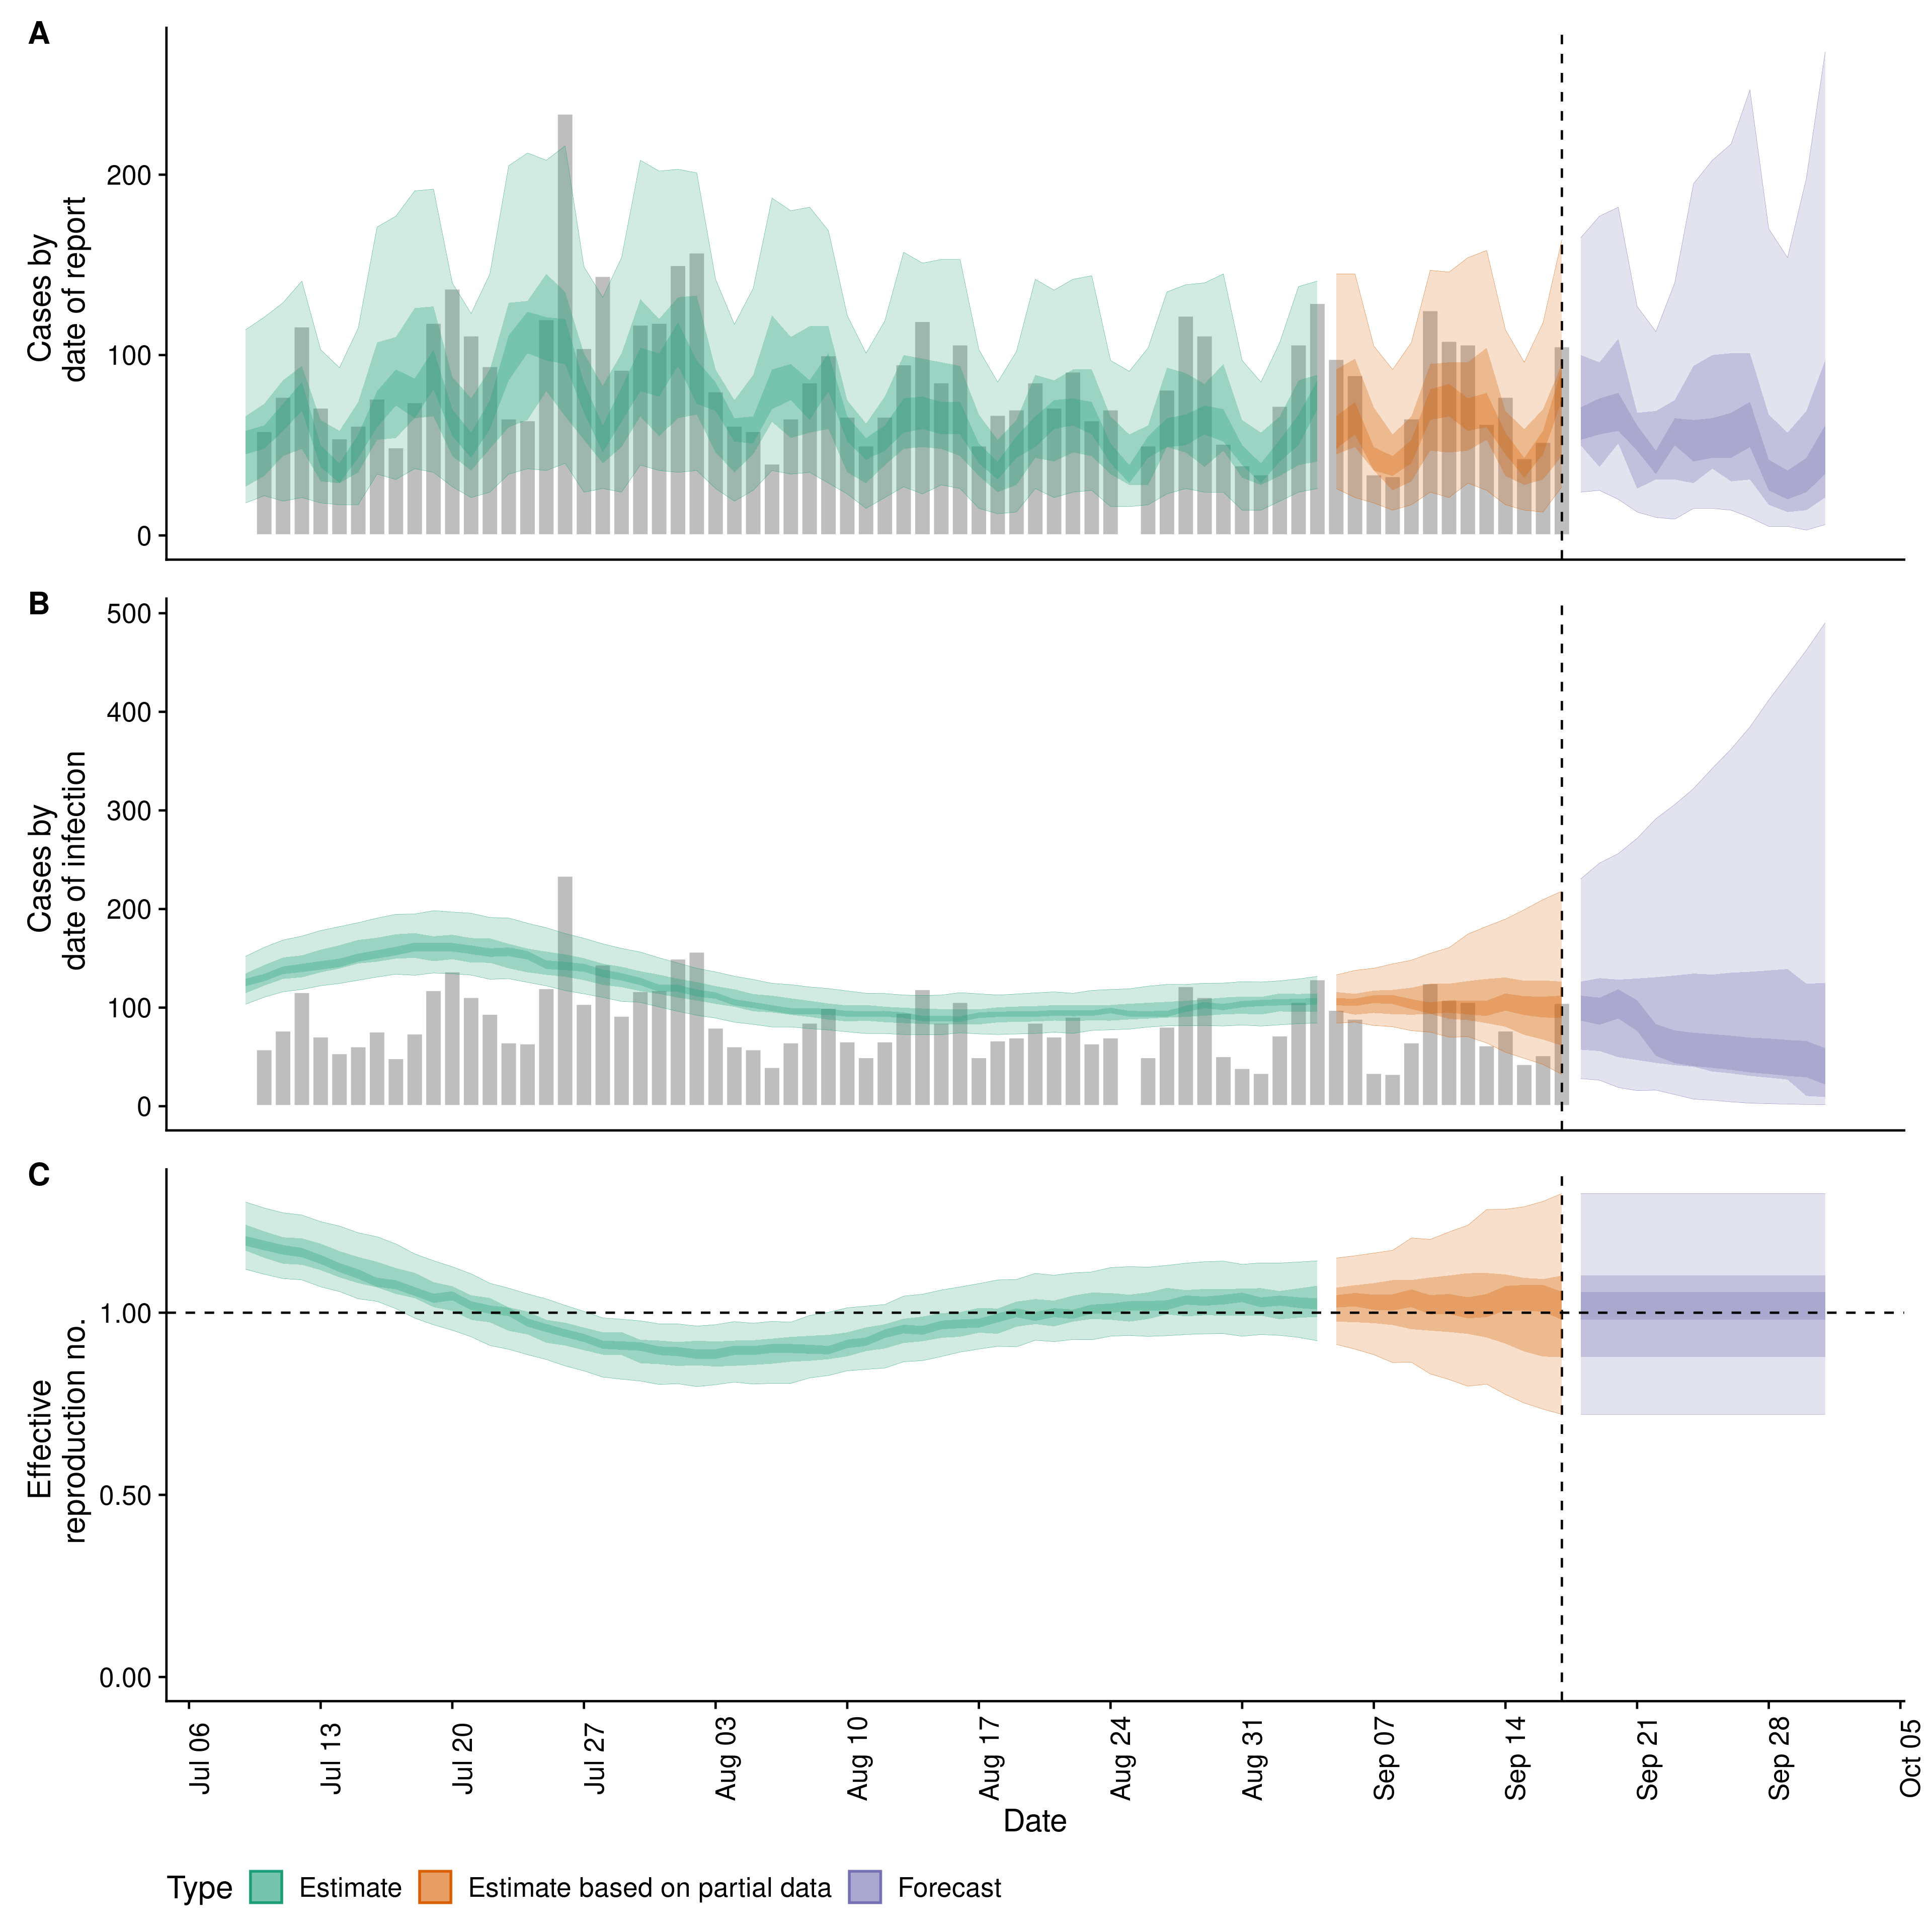 A
Cases by
date of report
200
100
0
B
Cases by
date of infection
500
400
300
200
100
0
C
Effective
reproduction no.
1.00
0.50
0.00
Jul 06
Jul 13
Jul 20
Jul 27
Aug 03
Aug 10
Aug 17
Aug 24
Aug 31
Sep 07
Sep 14
Sep 21
Sep 28
Oct 05
Date
Type Estimate Estimate based on partial data Forecast